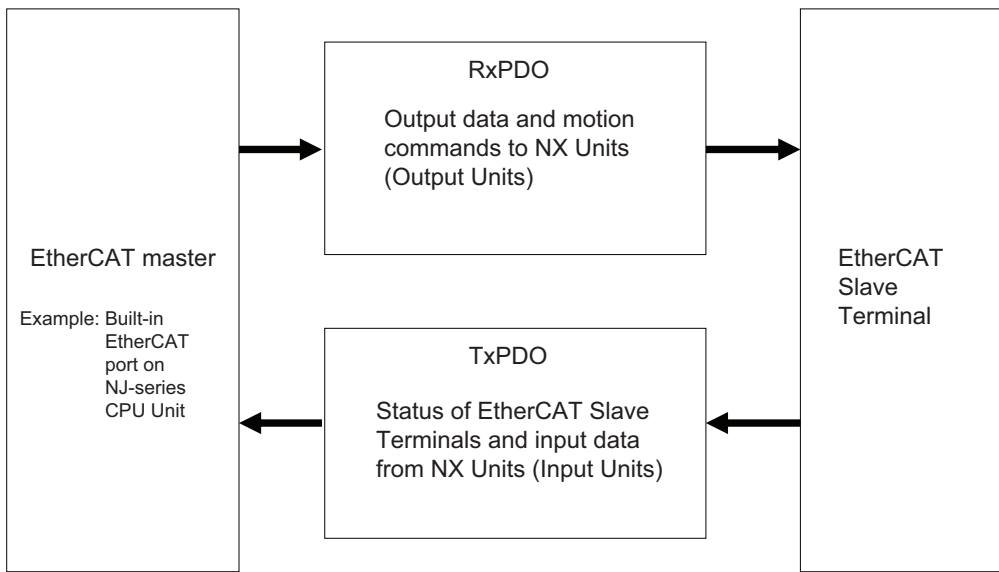 EtherCAT master
Example: Built-in
EtherCAT
port on
NJ-series
CPU Unit
RxPDO
Output data and motion
commands to NX Units
(Output Units)
TxPDO
Status of EtherCAT Slave
Terminals and input data
from NX Units (Input Units)
EtherCAT
Slave
Terminal